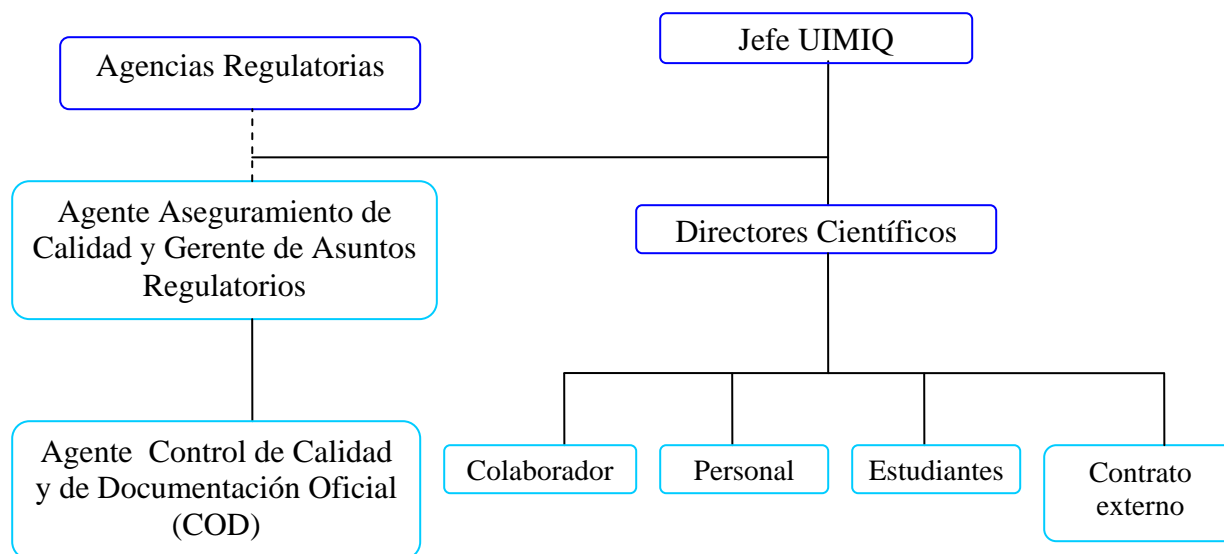 Jefe UIMIQ
Agencias Regulatorias
Agente Aseguramiento de
Calidad y Gerente de Asuntos
Regulatorios
Directores Científicos
Agente Control de Calidad
y de Documentación Oficial
(COD)
Colaborador
Personal
Estudiantes
Contrato
externo